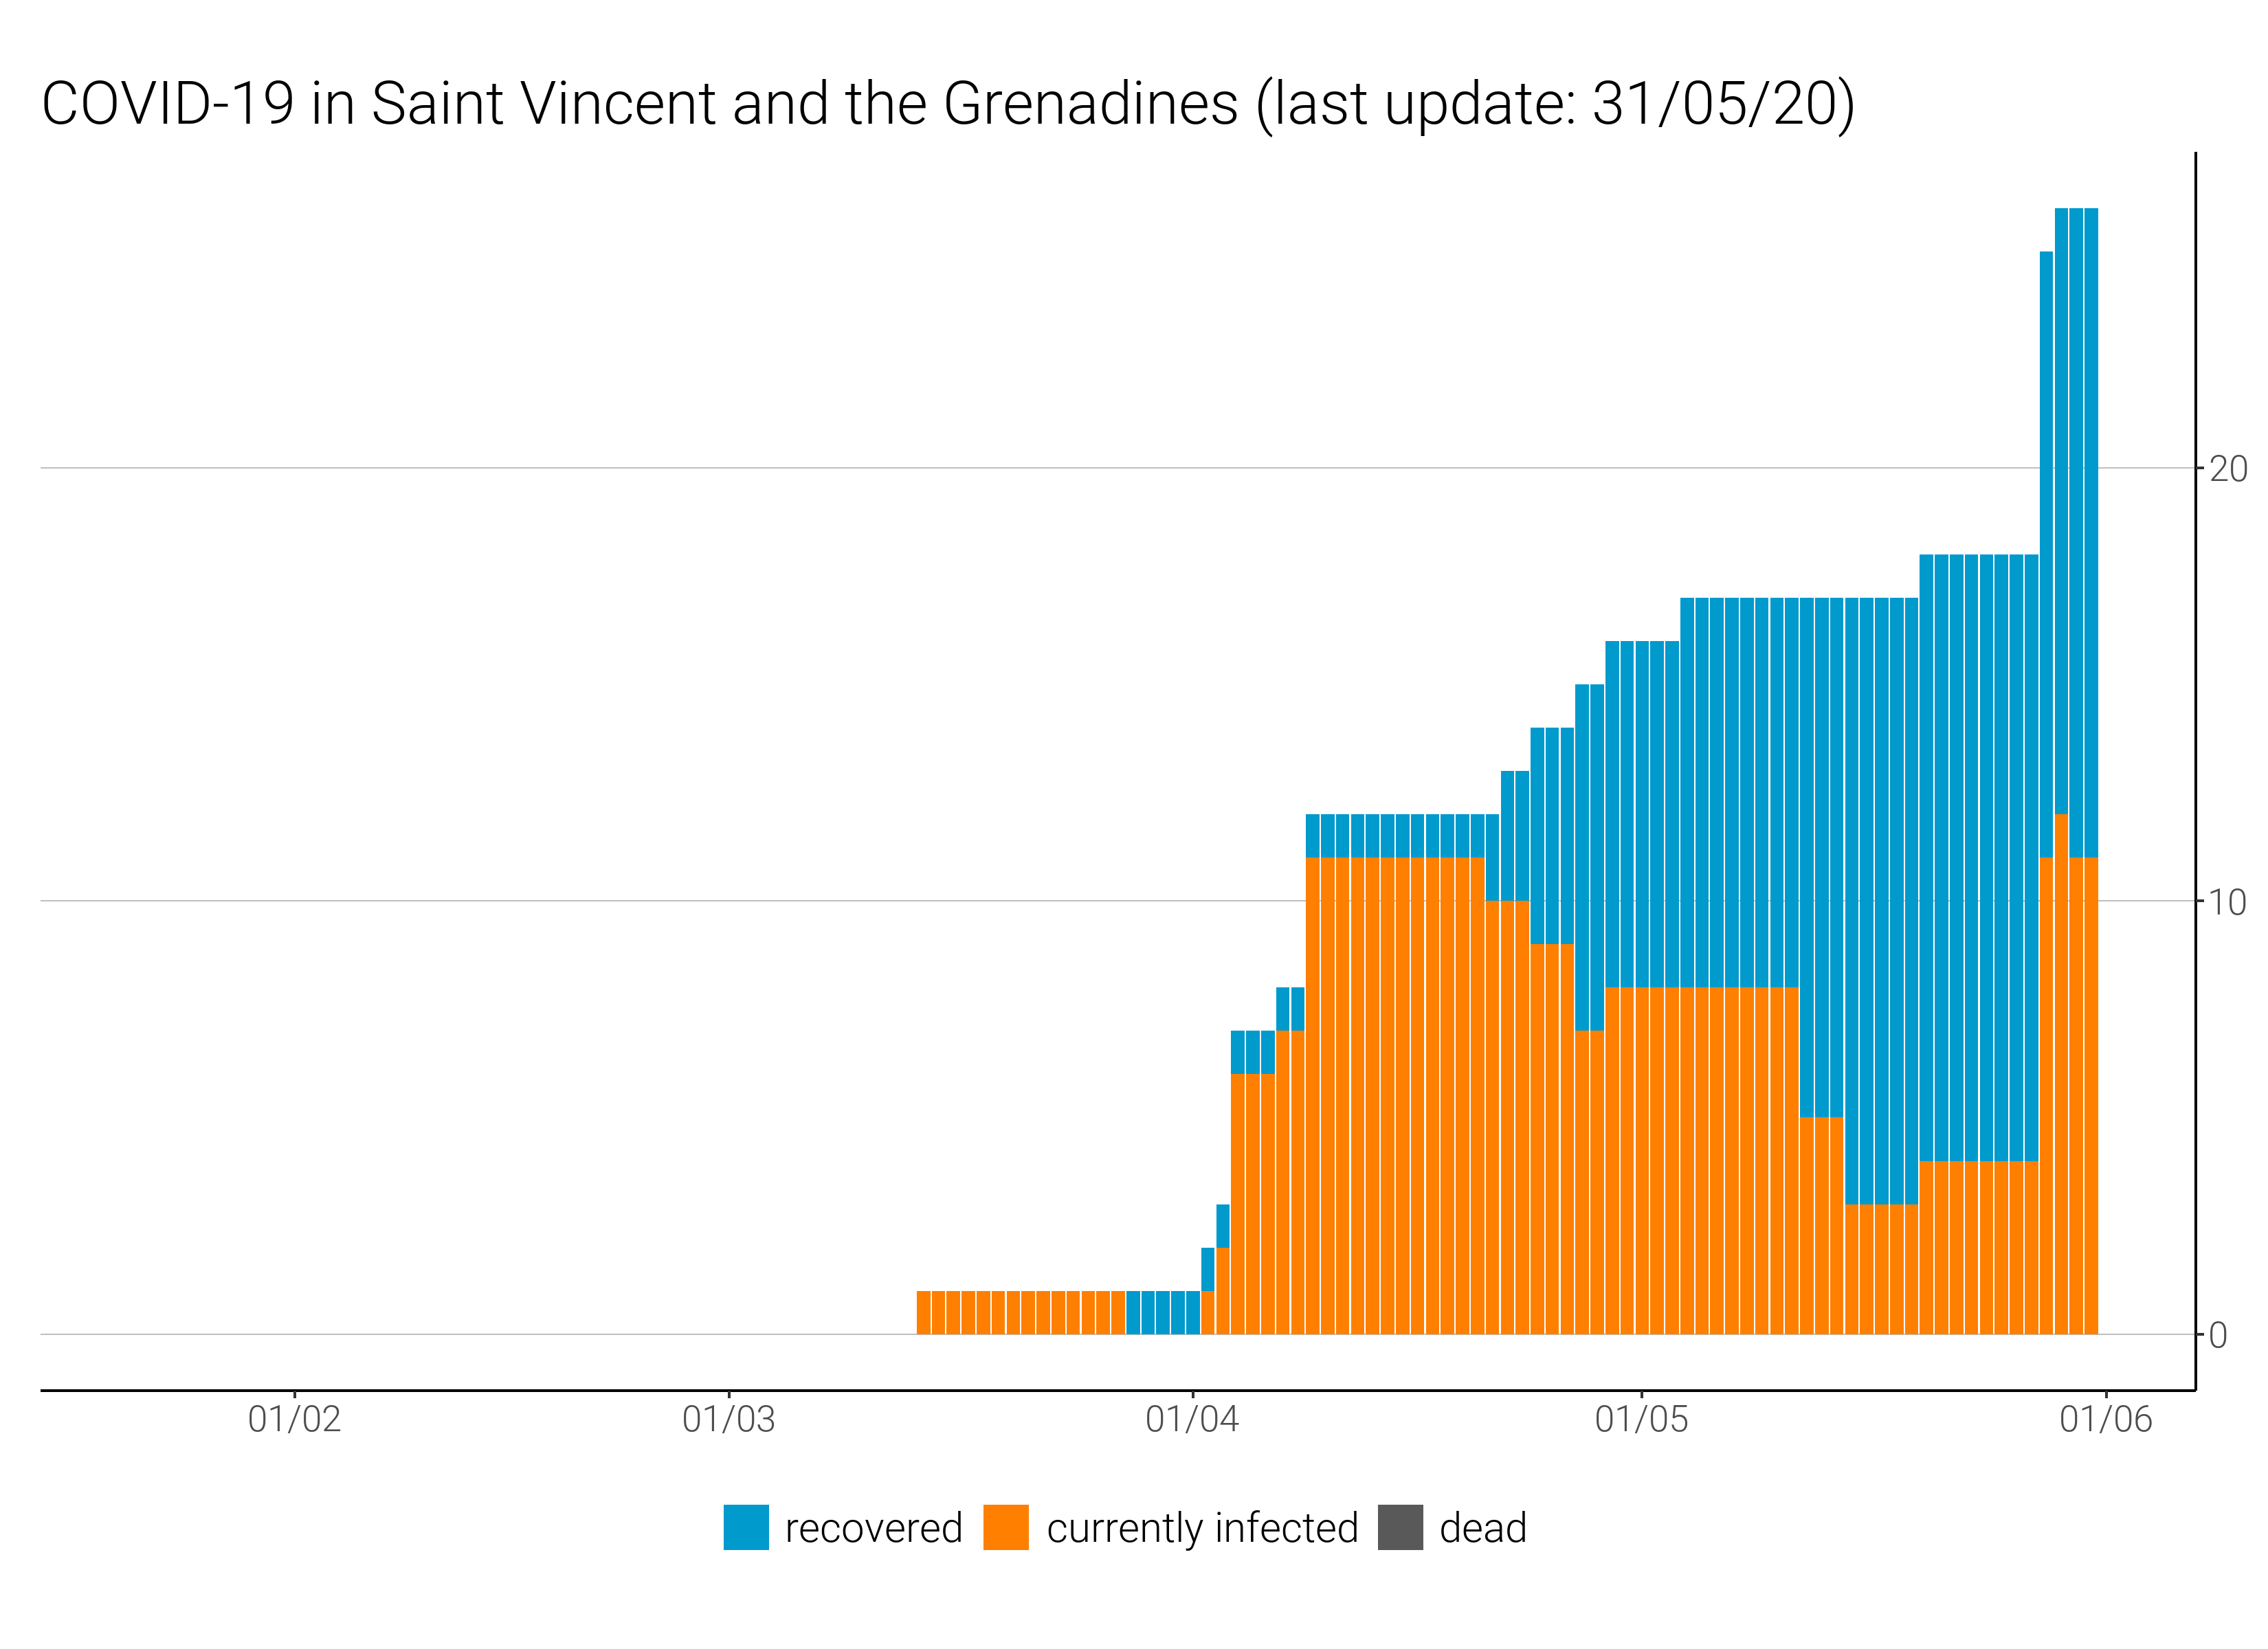 COVID-19 in Saint Vincent and the Grenadines (last update: 31/05/20)
20
10
0
01/02 01/03 01/04 01/05 01/06
recovered currently infected dead